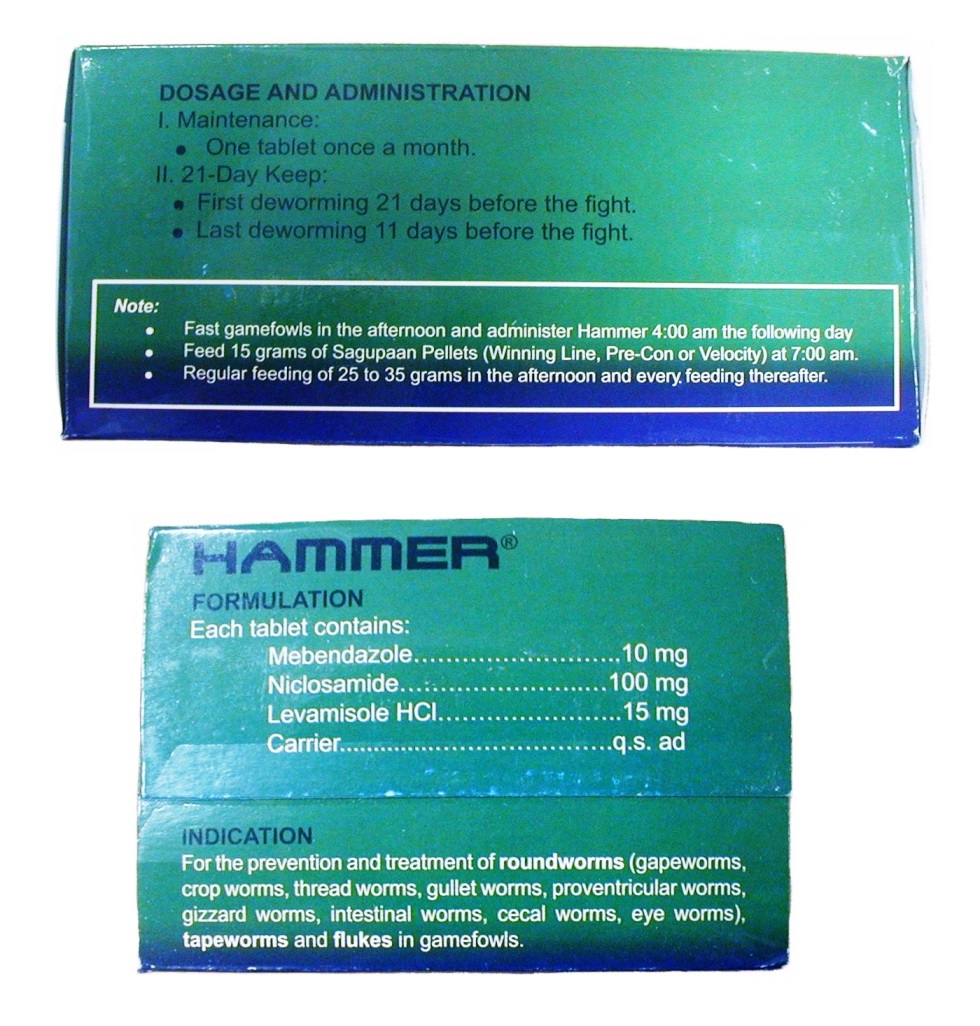 DOSAGE AND ADMINISTRATION
I. Maintenance:
• One tablet once a month.
II. 21-Day Keep:
• First deworming 21 days before the fight.
• Last deworming 11 days before the fight.
Note:
• Fast gamefowls in the afternoon and administer Hammer 4:00 am the following day
• Feed 15 grams of Sagupaan Pellets (Winning Line, Pre-Con or Velocity) at 7:00 am.
• Regular feeding of 25 to 35 grams in the afternoon and every feeding thereafter.
HAMMER®
FORMULATION
Each tablet contains:
Mebendazole..........................10 mg
Niclosamide..........................100 mg
Levamisole HCl.......................15 mg
Carrier..................................q.s. ad
INDICATION
For the prevention and treatment of roundworms (gapeworms,
crop worms, thread worms, gullet worms, proventricular worms,
gizzard worms, intestinal worms, cecal worms, eye worms),
tapeworms and flukes in gamefowls.